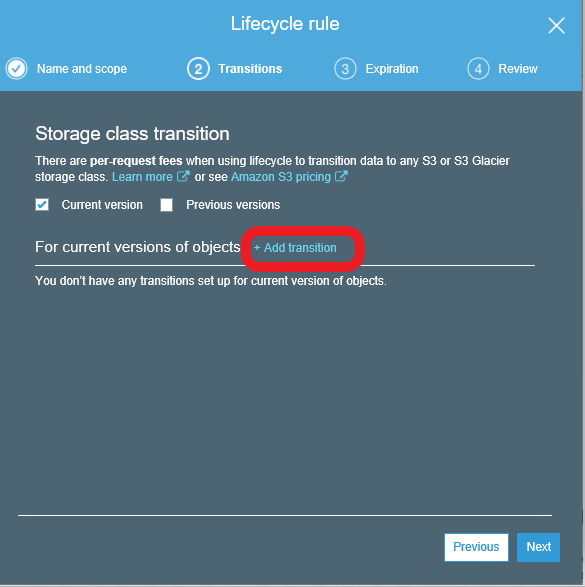 Lifecycle rule
Name and scope 2 Transitions 3 Expiration 4 Review
Storage class transition
There are per-request fees when using lifecycle to transition data to any S3 or S3 Glacier
storage class. Learn more or see Amazon S3 pricing
Current version Previous versions
For current versions of objects + Add transition
You don't have any transitions set up for current version of objects.
Previous Next